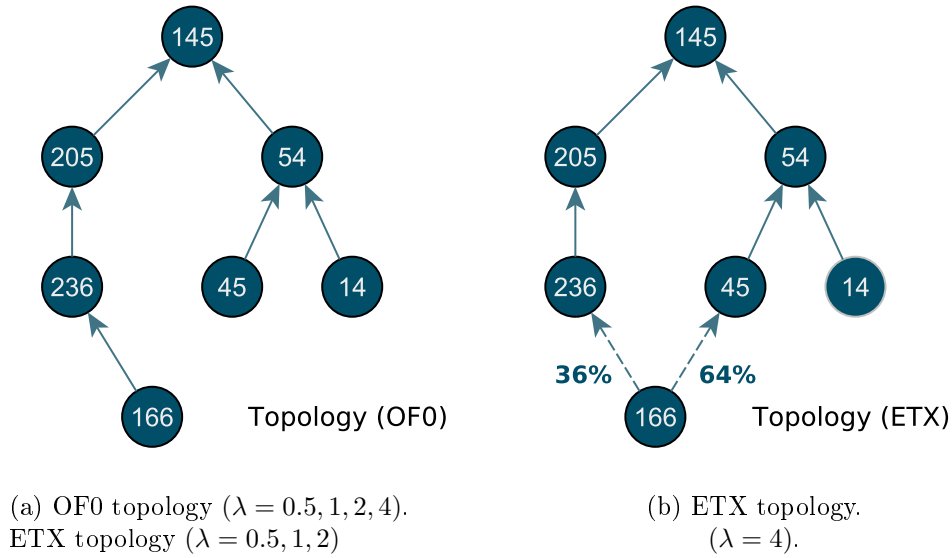 145
145
205
54
205
54
236
45
14
236
45
14
36%
64%
166
Topology (OF0)
166
Topology (ETX)
(a) OF0 topology (λ = 0.5, 1, 2, 4).
ETX topology (λ = 0.5, 1, 2)
(b) ETX topology.
(λ = 4).